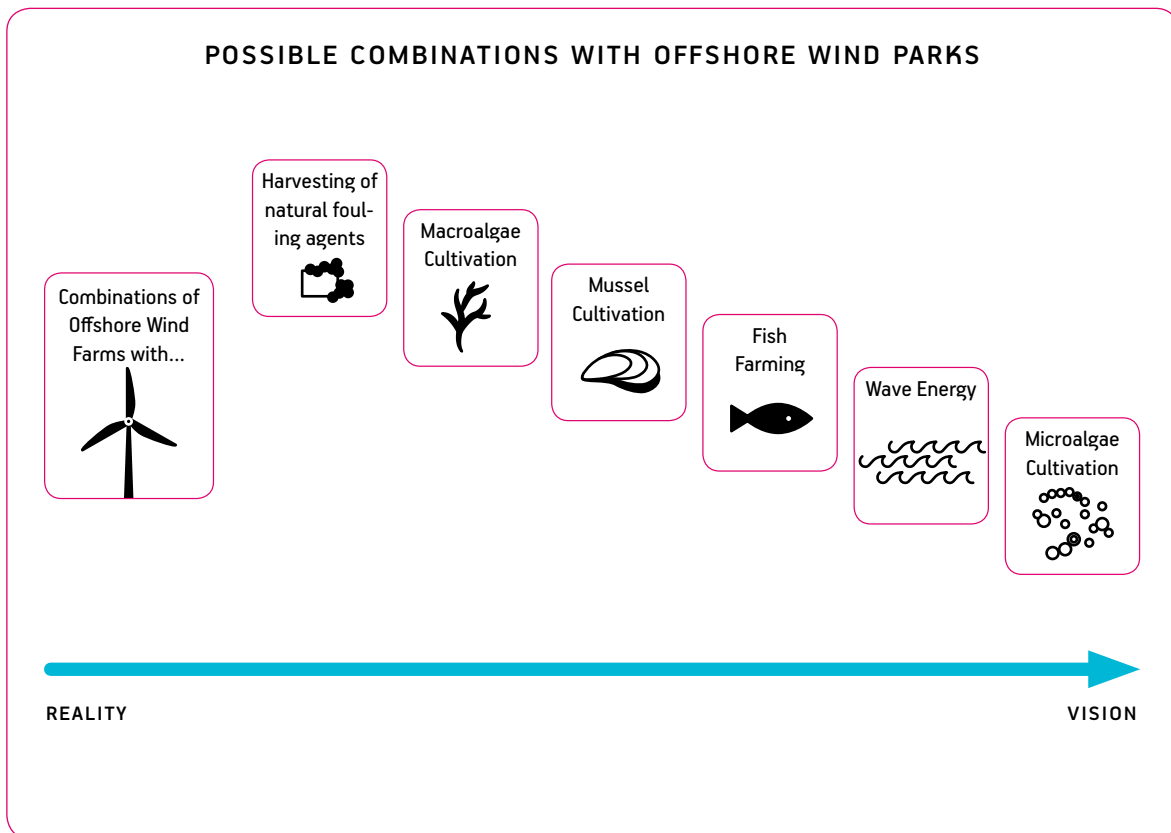 POSSIBLE COMBINATIONS WITH OFFSHORE WIND PARKS
Combinations of
Offshore Wind
Farms with...
Harvesting of
natural foul-
ing agents
Macroalgae
Cultivation
Mussel
Cultivation
Fish
Farming
Wave Energy
Microalgae
Cultivation
REALITY
VISION